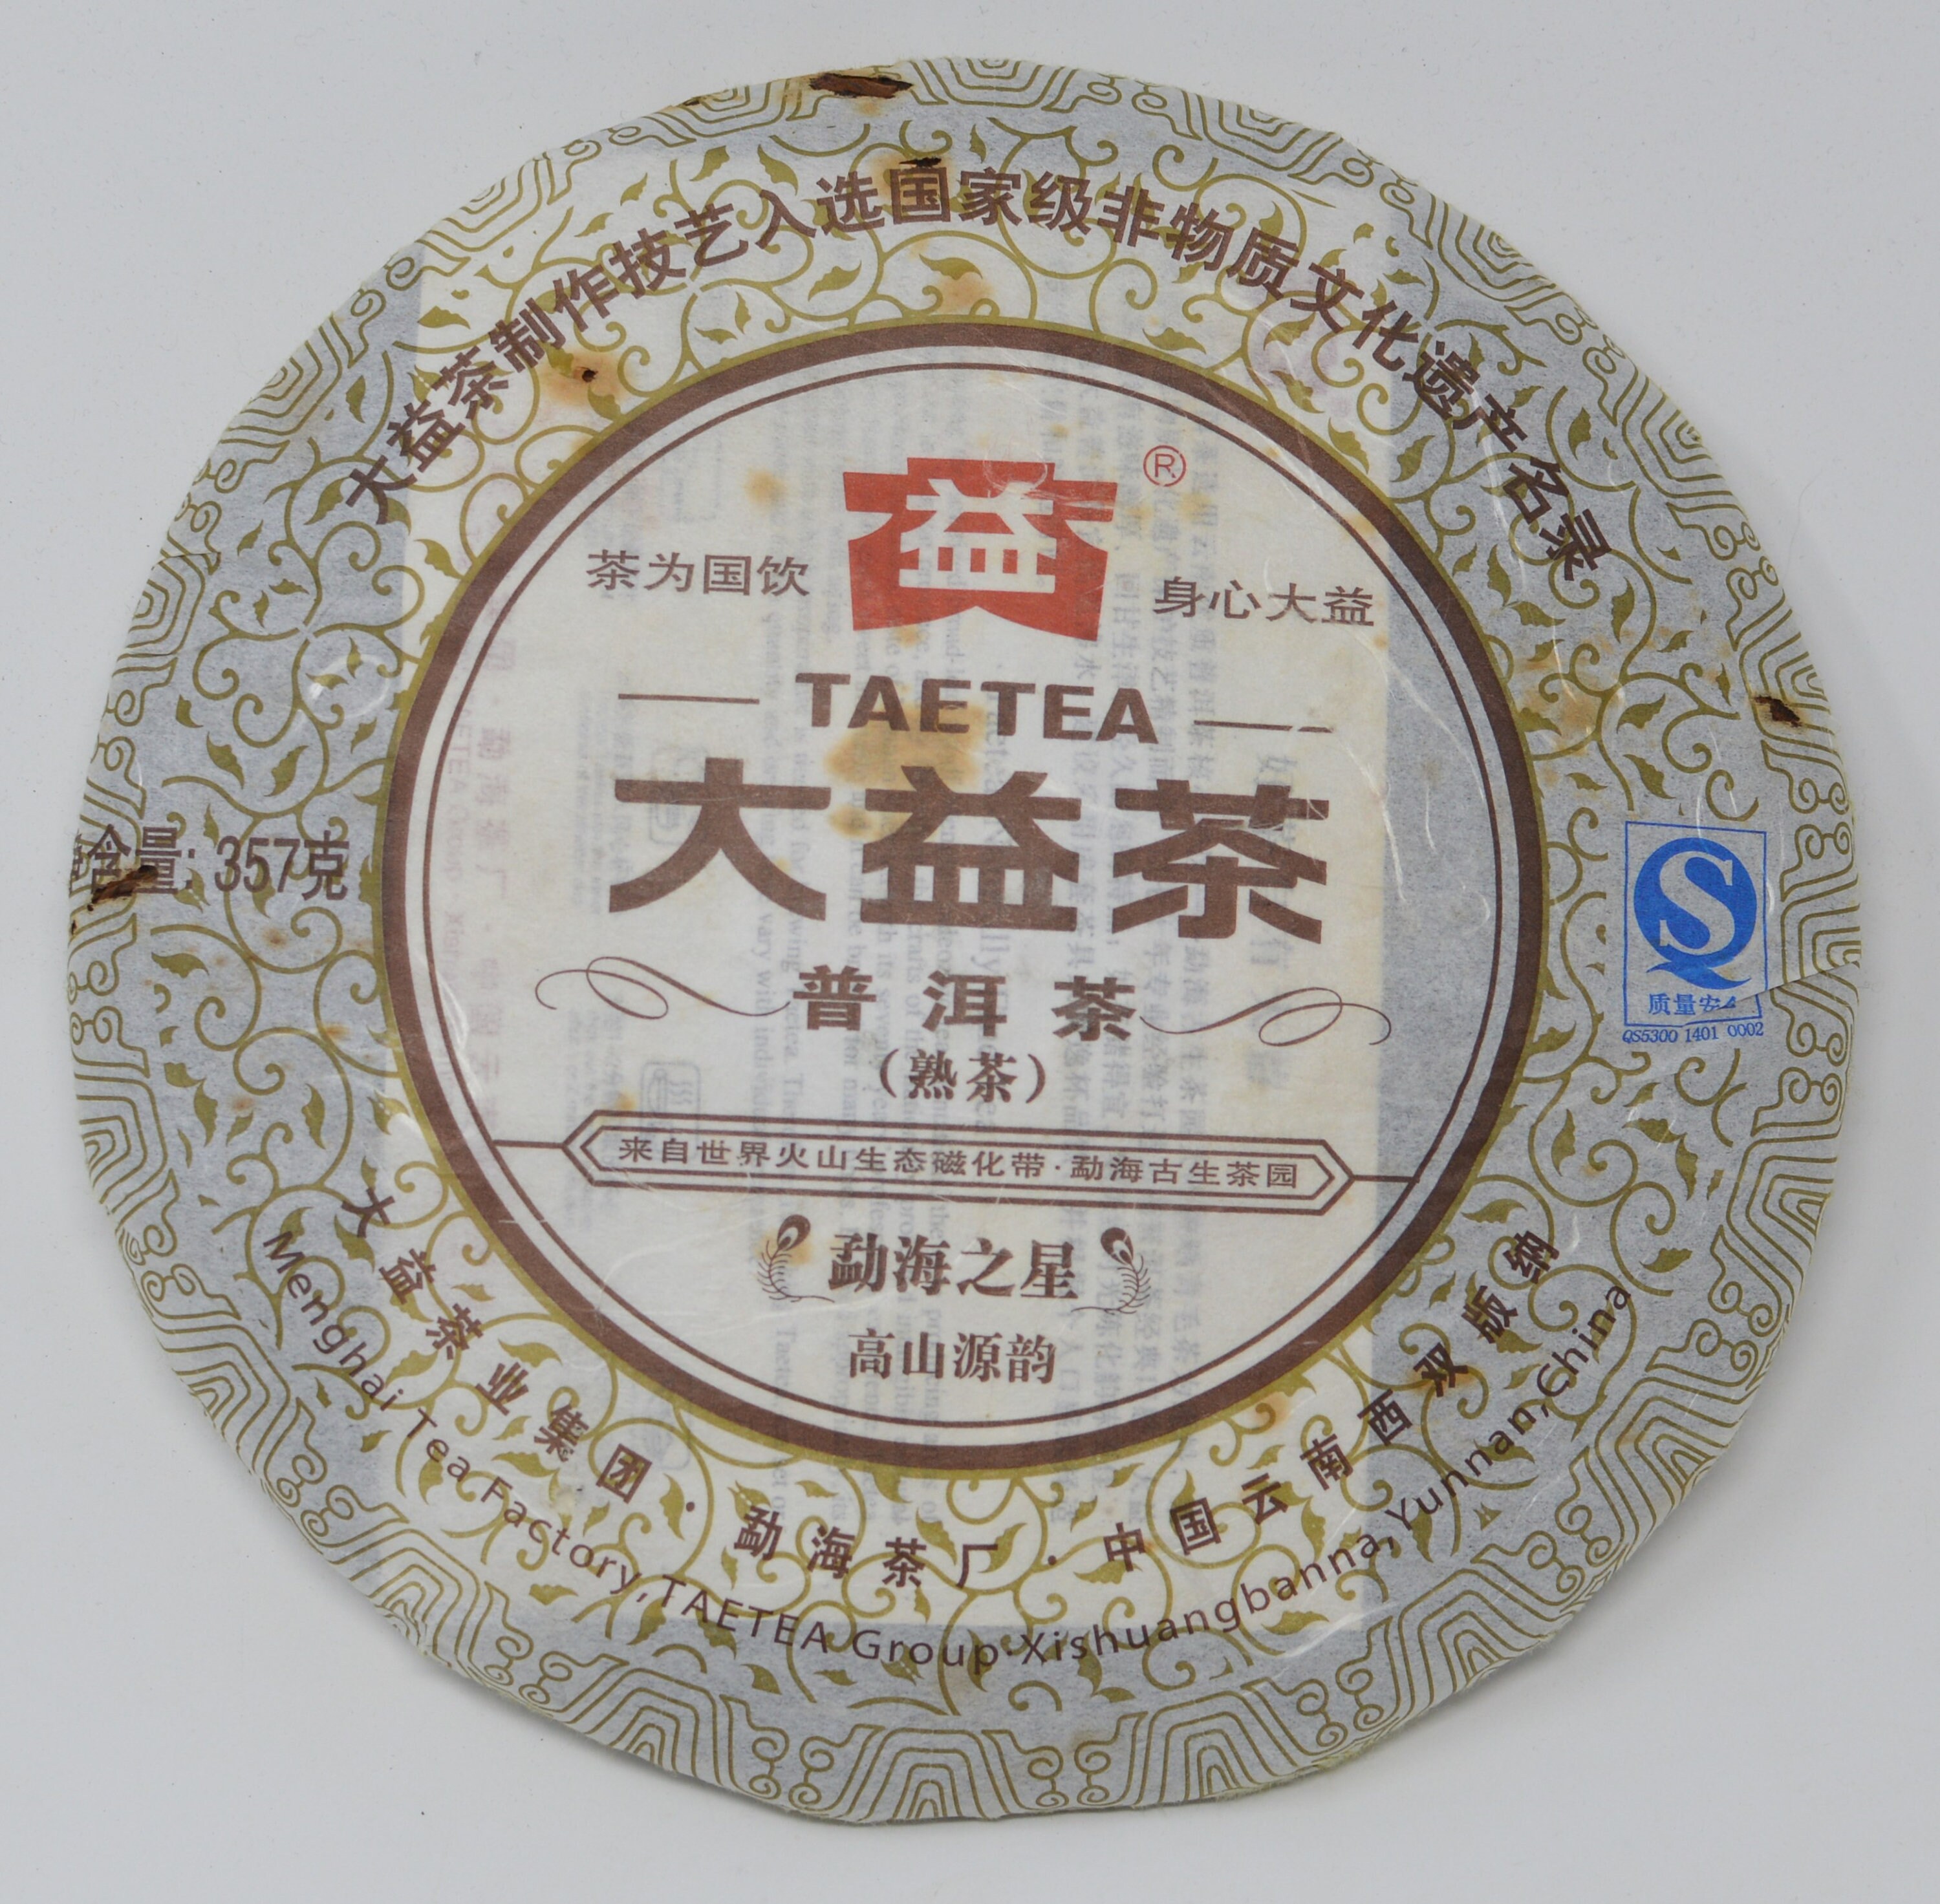 大益茶制作技艺入选国家级非物质文化遗产名录
益
®
茶为国饮
身心大益
TAETEA
大益茶
普洱茶
（熟茶）
来自世界火山生态磁化带·勐海古生茶园
勐海之星
高山源韵
含量: 357克
S
质量安
QS5300 1401 0002
大益茶业集团·勐海茶厂·中国云南西双版纳
Menghai Tea Factory, TAETEA Group·Xishuangbanna, Yunnan, China